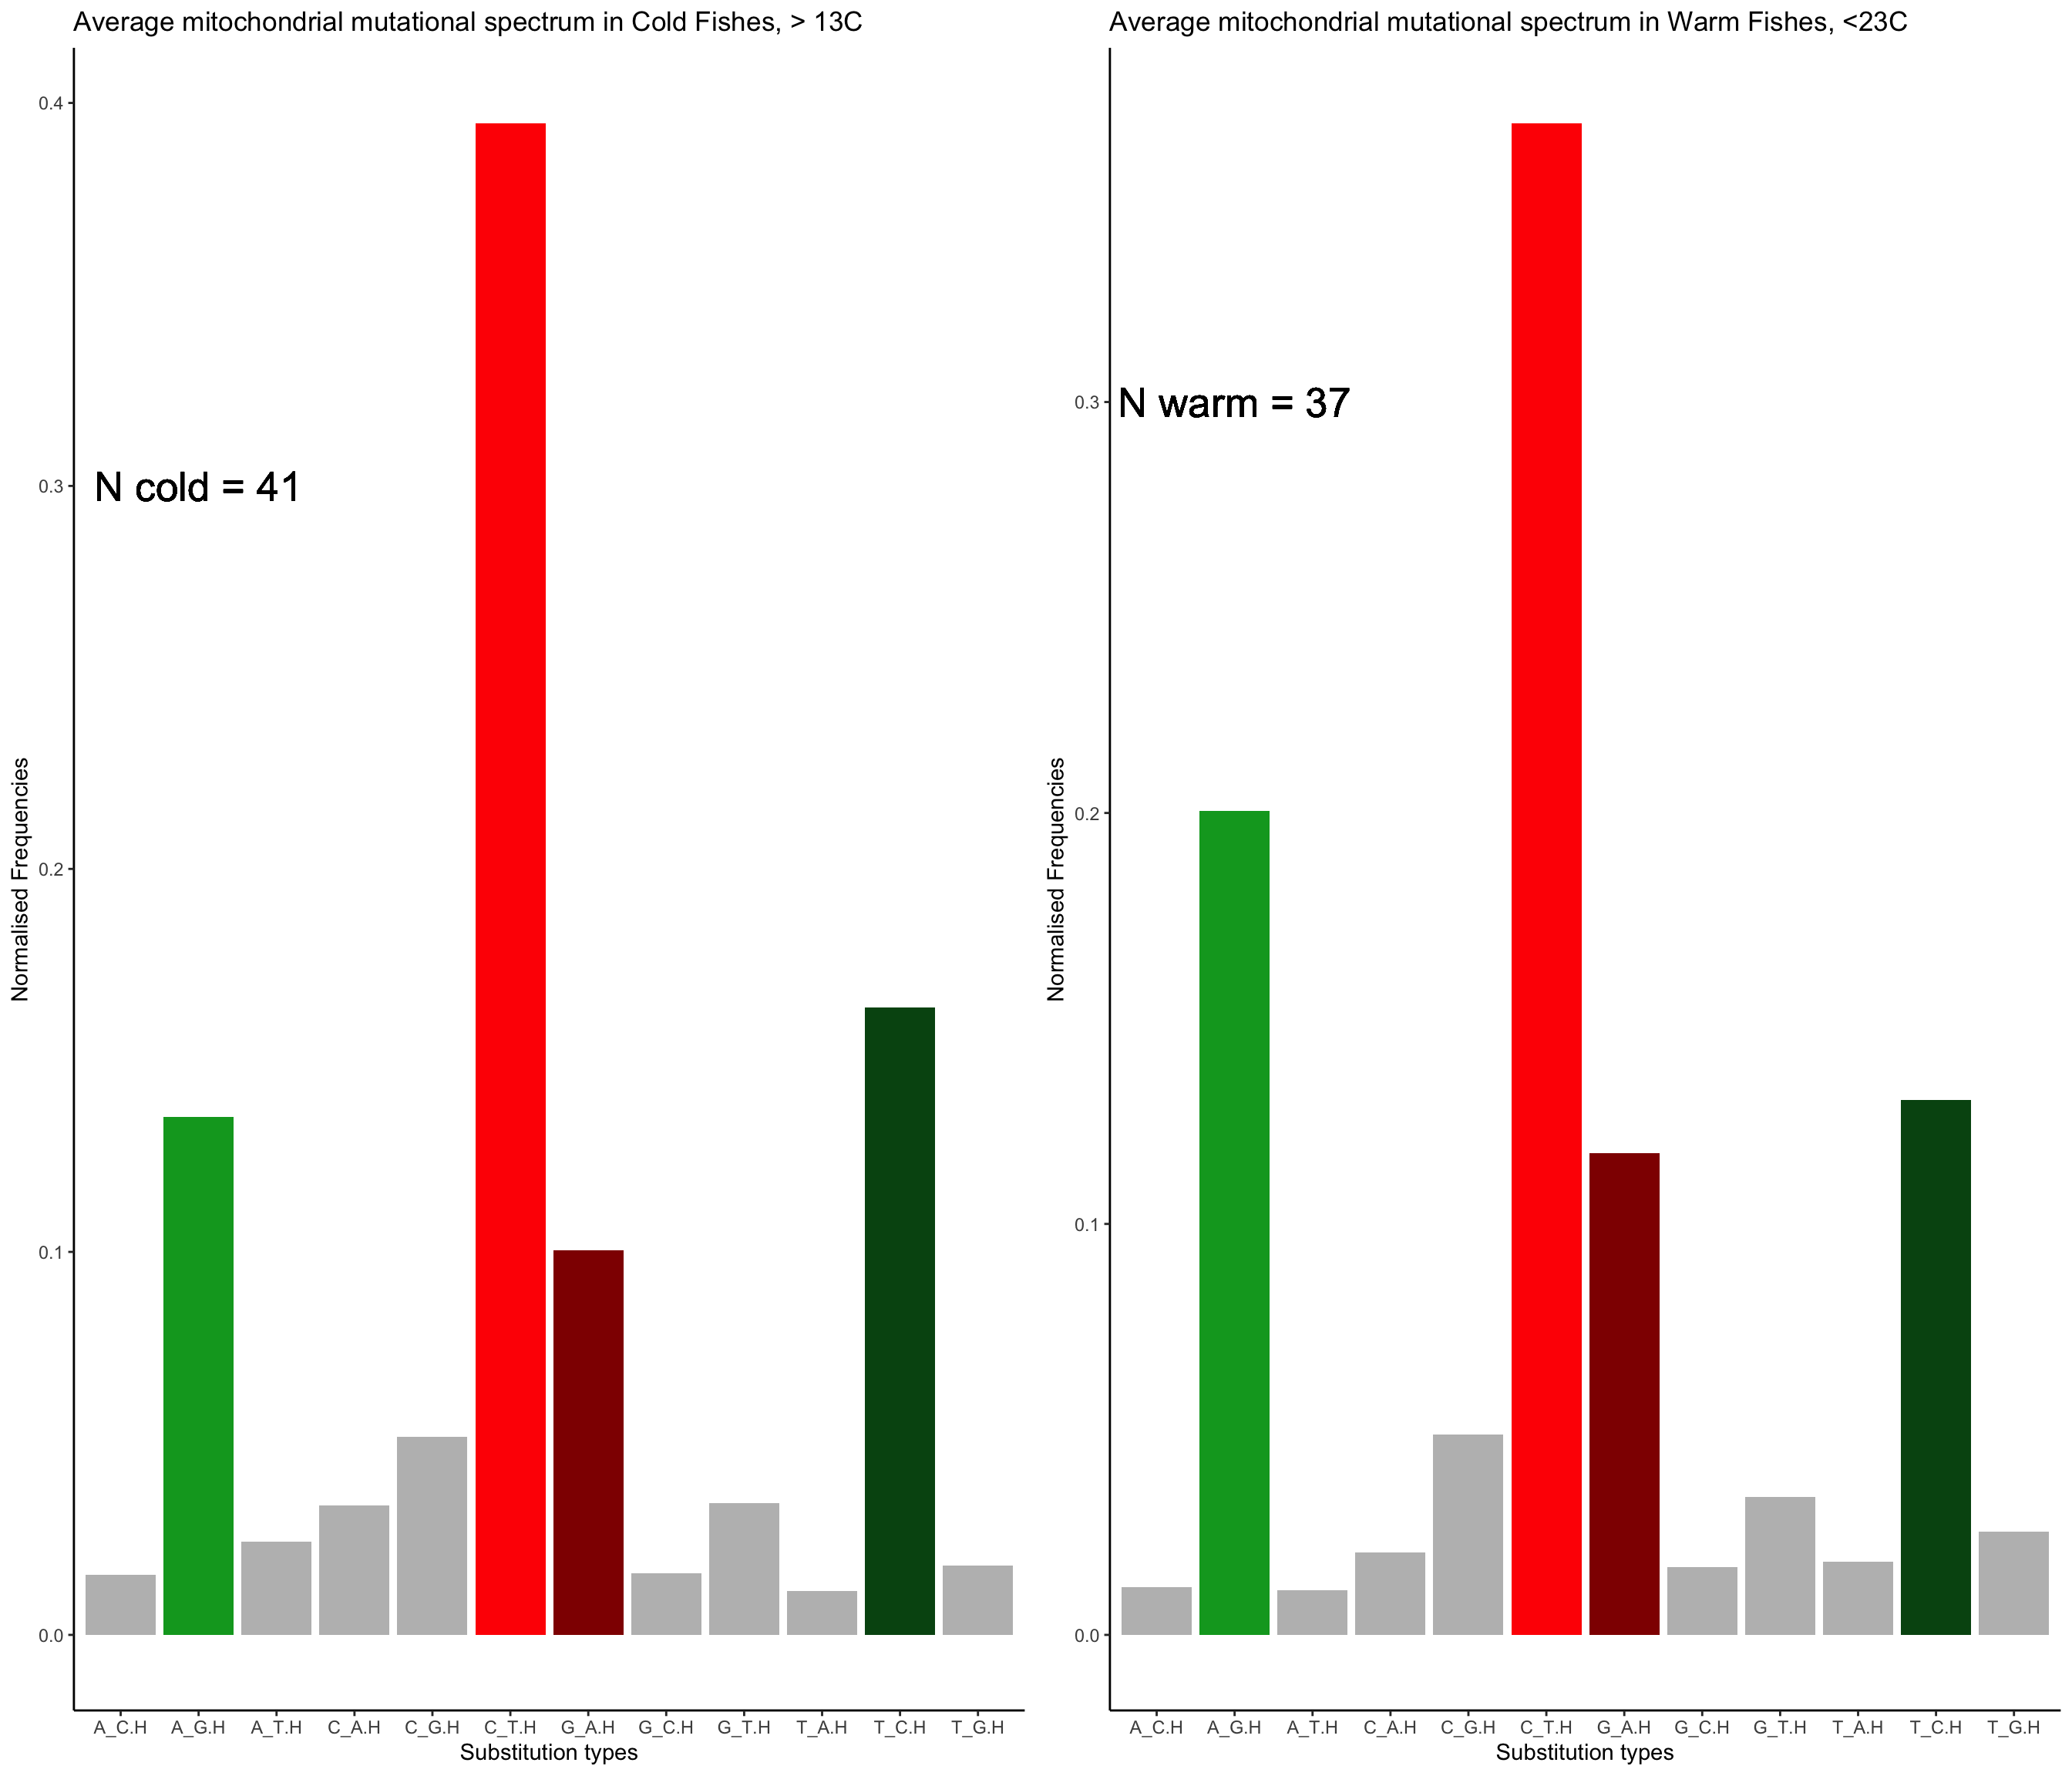 Average mitochondrial mutational spectrum in Cold Fishes, > 13C
0.4
0.3
0.2
0.1
0.0
Normalised Frequencies
N cold = 41
A_C.H A_G.H A_T.H C_A.H C_G.H C_T.H G_A.H G_C.H G_T.H T_A.H T_C.H T_G.H
Substitution types
Average mitochondrial mutational spectrum in Warm Fishes, <23C
0.3
0.2
0.1
0.0
Normalised Frequencies
N warm = 37
A_C.H A_G.H A_T.H C_A.H C_G.H C_T.H G_A.H G_C.H G_T.H T_A.H T_C.H T_G.H
Substitution types